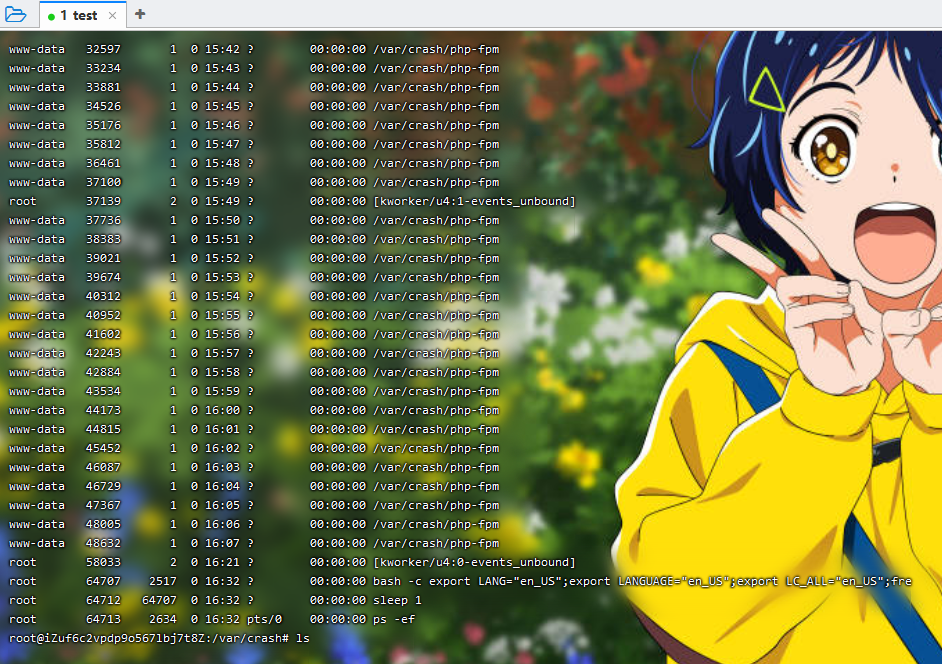 1 test × +
www-data 32597 1 0 15:42 ? 00:00:00 /var/crash/php-fpm
www-data 33234 1 0 15:43 ? 00:00:00 /var/crash/php-fpm
www-data 33881 1 0 15:44 ? 00:00:00 /var/crash/php-fpm
www-data 34526 1 0 15:45 ? 00:00:00 /var/crash/php-fpm
www-data 35176 1 0 15:46 ? 00:00:00 /var/crash/php-fpm
www-data 35812 1 0 15:47 ? 00:00:00 /var/crash/php-fpm
www-data 36461 1 0 15:48 ? 00:00:00 /var/crash/php-fpm
www-data 37100 1 0 15:49 ? 00:00:00 /var/crash/php-fpm
root 37139 2 0 15:49 ? 00:00:00 [kworker/u4:1-events_unbound]
www-data 37736 1 0 15:50 ? 00:00:00 /var/crash/php-fpm
www-data 38383 1 0 15:51 ? 00:00:00 /var/crash/php-fpm
www-data 39021 1 0 15:52 ? 00:00:00 /var/crash/php-fpm
www-data 39674 1 0 15:53 ? 00:00:00 /var/crash/php-fpm
www-data 40312 1 0 15:54 ? 00:00:00 /var/crash/php-fpm
www-data 40952 1 0 15:55 ? 00:00:00 /var/crash/php-fpm
www-data 41602 1 0 15:56 ? 00:00:00 /var/crash/php-fpm
www-data 42243 1 0 15:57 ? 00:00:00 /var/crash/php-fpm
www-data 42884 1 0 15:58 ? 00:00:00 /var/crash/php-fpm
www-data 43534 1 0 15:59 ? 00:00:00 /var/crash/php-fpm
www-data 44173 1 0 16:00 ? 00:00:00 /var/crash/php-fpm
www-data 44815 1 0 16:01 ? 00:00:00 /var/crash/php-fpm
www-data 45452 1 0 16:02 ? 00:00:00 /var/crash/php-fpm
www-data 46087 1 0 16:03 ? 00:00:00 /var/crash/php-fpm
www-data 46729 1 0 16:04 ? 00:00:00 /var/crash/php-fpm
www-data 47367 1 0 16:05 ? 00:00:00 /var/crash/php-fpm
www-data 48005 1 0 16:06 ? 00:00:00 /var/crash/php-fpm
www-data 48632 1 0 16:07 ? 00:00:00 /var/crash/php-fpm
root 58033 2 0 16:21 ? 00:00:00 [kworker/u4:0-events_unbound]
root 64707 2517 0 16:32 ? 00:00:00 bash -c export LANG="en_US";export LANGUAGE="en_US";export LC_ALL="en_US";fre
root 64712 64707 0 16:32 ? 00:00:00 sleep 1
root 64713 2634 0 16:32 pts/0 00:00:00 ps -ef
root@iZuf6c2vpdp9o5671bj7t8Z:/var/crash# ls